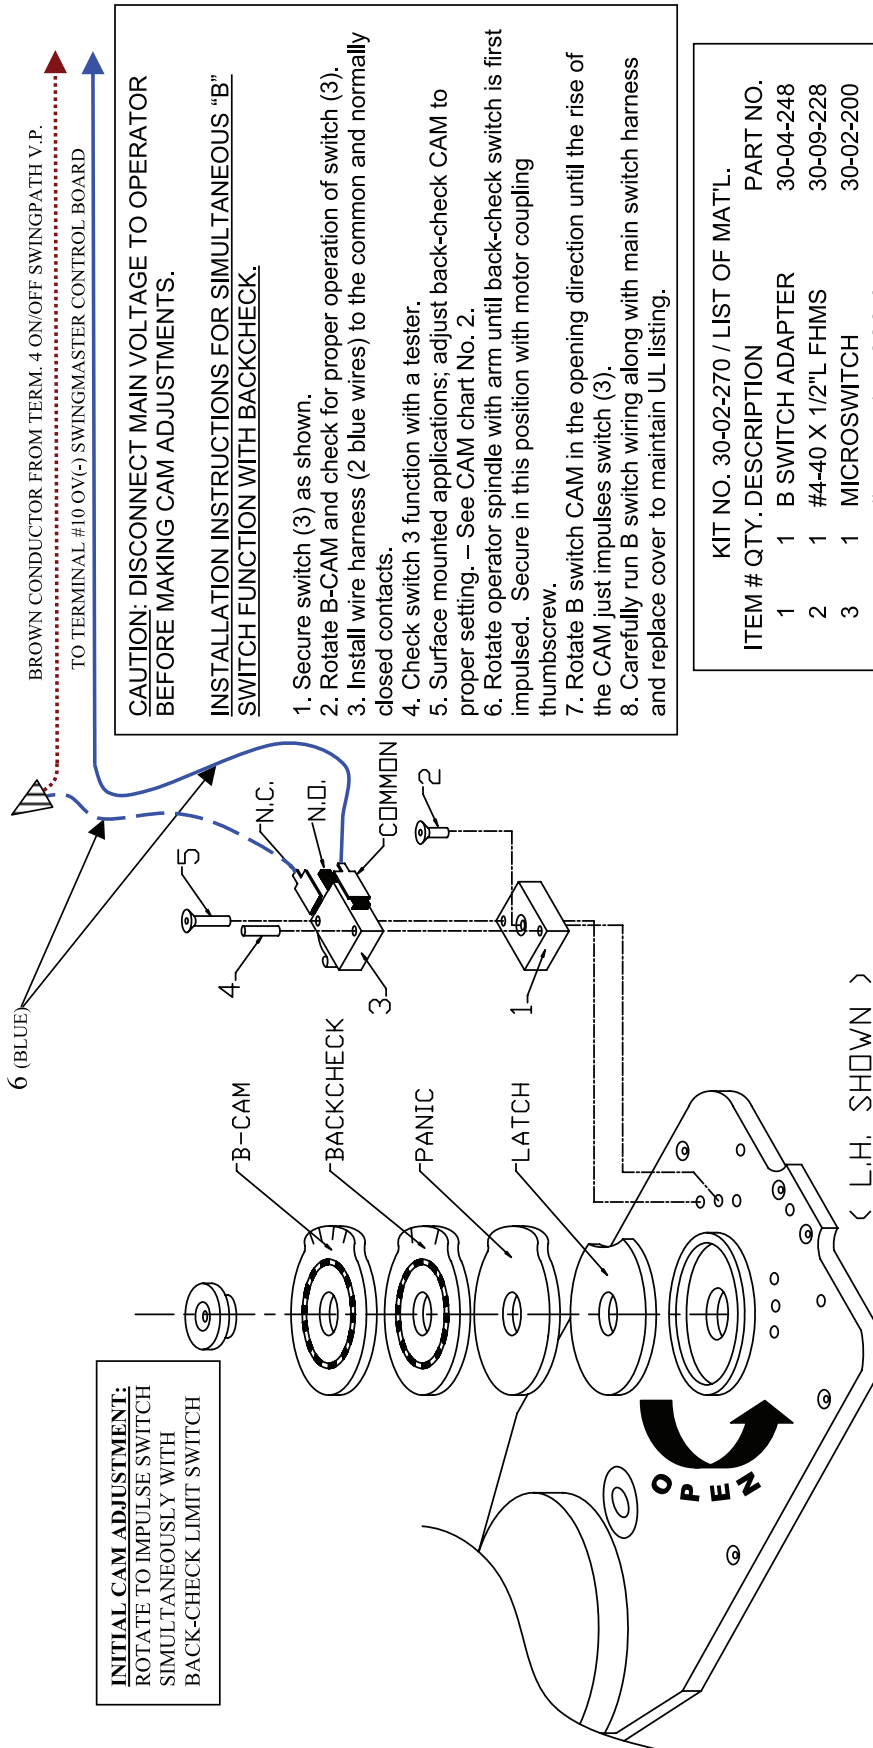 BROWN CONDUCTOR FROM TERM. 4 ON/OFF SWINGPATH V.P.
TO TERMINAL #10 OV(-) SWINGMASTER CONTROL BOARD
6 (BLUE)
CAUTION: DISCONNECT MAIN VOLTAGE TO OPERATOR
BEFORE MAKING CAM ADJUSTMENTS.
INSTALLATION INSTRUCTIONS FOR SIMULTANEOUS “B”
SWITCH FUNCTION WITH BACKCHECK.
1. Secure switch (3) as shown.
2. Rotate B-CAM and check for proper operation of switch (3).
3. Install wire harness (2 blue wires) to the common and normally
closed contacts.
4. Check switch 3 function with a tester.
5. Surface mounted applications; adjust back-check CAM to
proper setting. – See CAM chart No. 2.
6. Rotate operator spindle with arm until back-check switch is first
impulsed. Secure in this position with motor coupling
thumbscrew.
7. Rotate B switch CAM in the opening direction until the rise of
the CAM just impulses switch (3).
8. Carefully run B switch wiring along with main switch harness
and replace cover to maintain UL listing.
KIT NO. 30-02-270 / LIST OF MAT'L.
ITEM # QTY. DESCRIPTION PART NO.
1 1 B SWITCH ADAPTER 30-04-248
2 1 #4-40 X 1/2"L FHMS 30-09-228
3 1 MICROSWITCH 30-02-200
INITIAL CAM ADJUSTMENT:
ROTATE TO IMPULSE SWITCH
SIMULTANEOUSLY WITH
BACK-CHECK LIMIT SWITCH
B-CAM
BACKCHECK
PANIC
LATCH
5
4
3
N.C.
N.O.
COMMON
2
1
OPEN
( L.H. SHOWN )